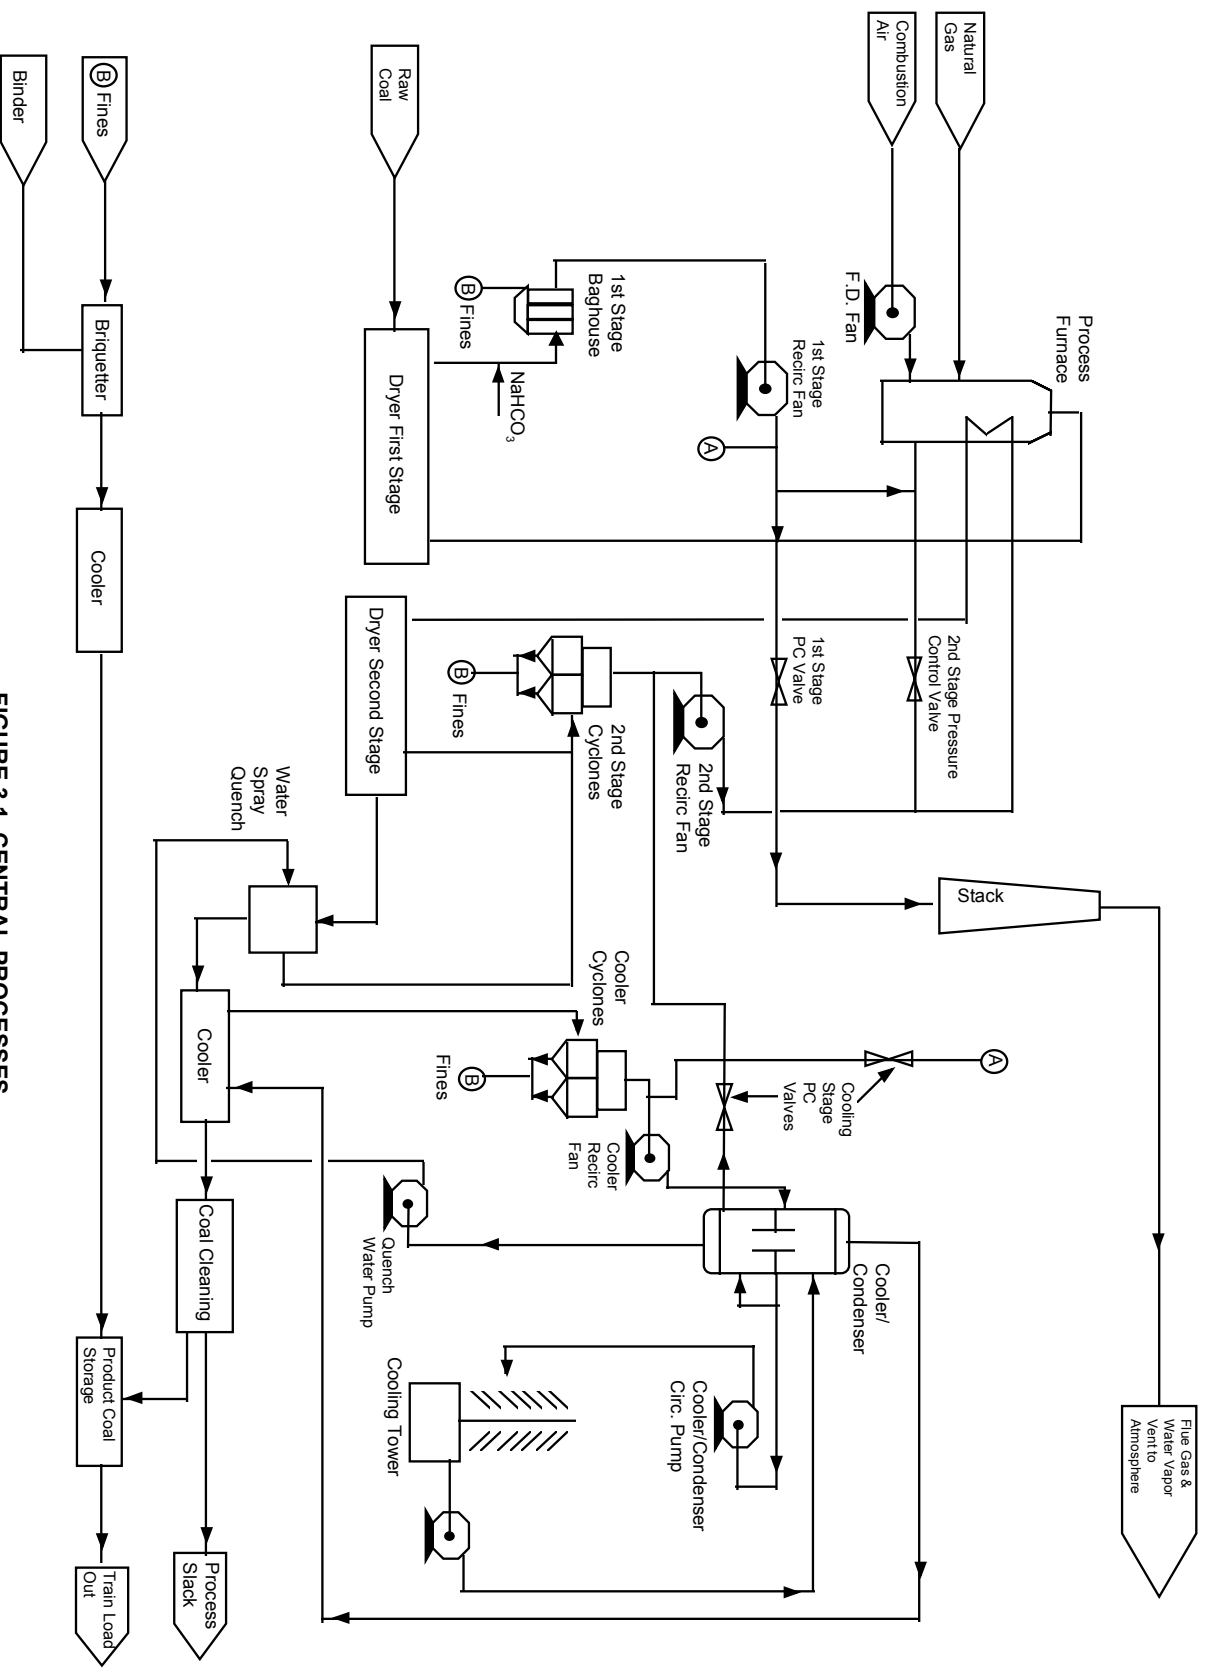 Flue Gas &
Water Vapor
Vent to
Atmosphere
Process
Furnace
Natural
Gas
Combustion
Air
F.D. Fan
Stack
2nd Stage Pressure
Control Valve
A
Cooling
Stage
PC
Valves
Cooler/
Condenser
1st Stage
Recirc Fan
A
1st Stage
PC Valve
2nd Stage
Recirc Fan
Cooler/Condenser
Circ. Pump
1st Stage
Baghouse
B
Fines
NaHCO3
2nd Stage
Cyclones
B
Fines
Cooler
Cyclones
B
Fines
Cooler
Recirc
Fan
Raw
Coal
Dryer First Stage
Dryer Second Stage
Quench
Water Pump
Cooling Tower
Water
Spray
Quench
Cooler
Coal Cleaning
Process
Slack
B Fines
Briquetter
Cooler
Product Coal
Storage
Train Load
Out
Binder
FIGURE 3.1 CENTRAL PROCESSES